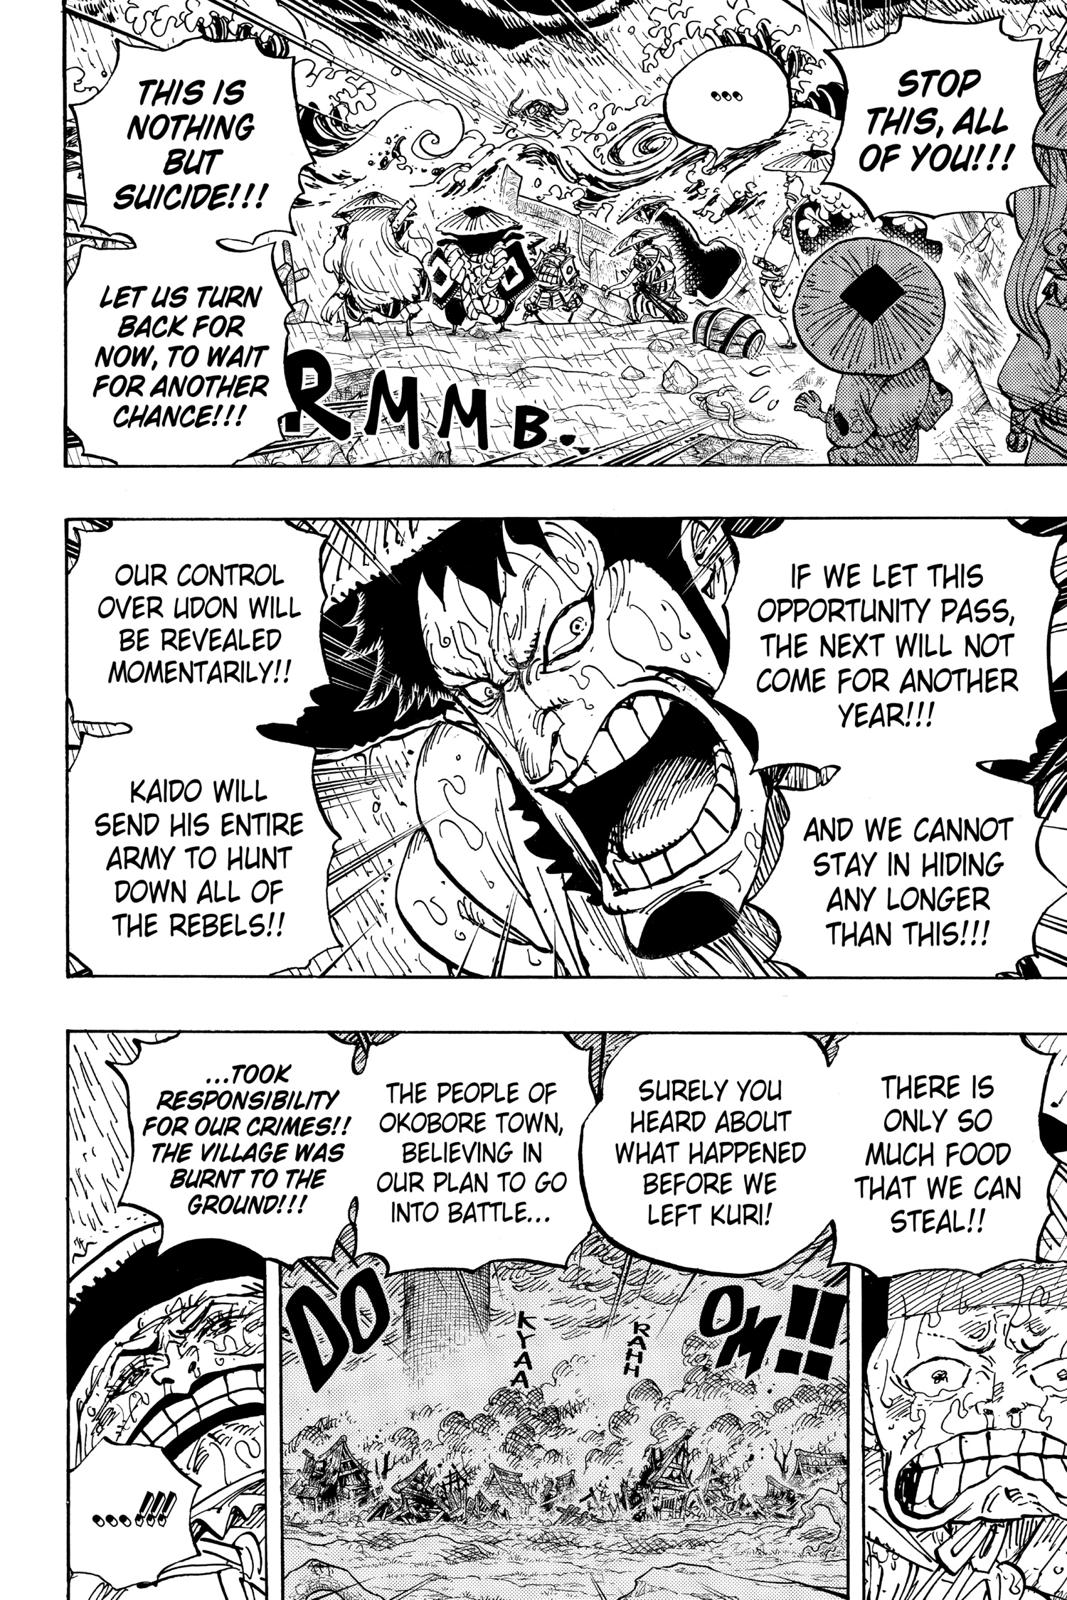 STOP
THIS, ALL
OF YOU!!!
...
THIS IS
NOTHING
BUT
SUICIDE!!!
LET US TURN
BACK FOR
NOW, TO WAIT
FOR ANOTHER
CHANCE!!!
RMMB.
IF WE LET THIS
OPPORTUNITY PASS,
THE NEXT WILL NOT
COME FOR ANOTHER
YEAR!!!
AND WE CANNOT
STAY IN HIDING
ANY LONGER
THAN THIS!!!
OUR CONTROL
OVER UDON WILL
BE REVEALED
MOMENTARILY!!
KAIDO WILL
SEND HIS ENTIRE
ARMY TO HUNT
DOWN ALL OF
THE REBELS!!
THERE IS
ONLY SO
MUCH FOOD
THAT WE CAN
STEAL!!
SURELY YOU
HEARD ABOUT
WHAT HAPPENED
BEFORE WE
LEFT KURI!
THE PEOPLE OF
OKOBORE TOWN,
BELIEVING IN
OUR PLAN TO GO
INTO BATTLE...
...TOOK
RESPONSIBILITY
FOR OUR CRIMES!!
THE VILLAGE WAS
BURNT TO THE
GROUND!!!
DOOM!!
KYAA
RAHH
...!!!